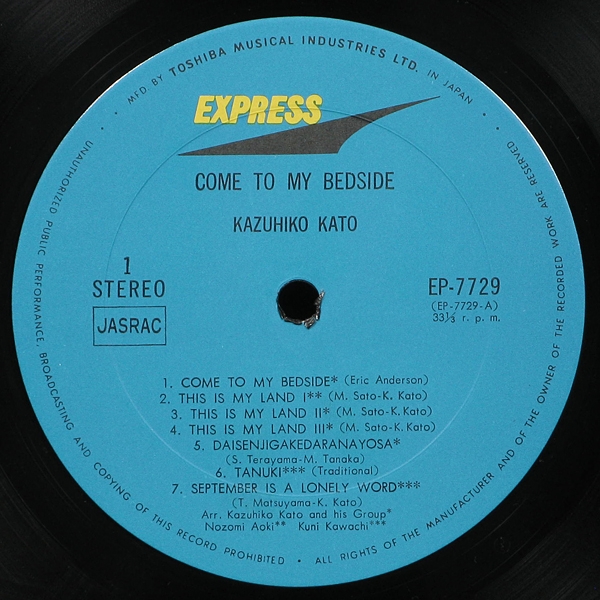 MFD BY TOSHIBA MUSICAL INDUSTRIES LTD. IN JAPAN
EXPRESS
COME TO MY BEDSIDE
KAZUHIKO KATO
1
STEREO
JASRAC
EP-7729
(EP-7729-A)
33⅓ r. p. m.
1. COME TO MY BEDSIDE* (Eric Anderson)
2. THIS IS MY LAND I** (M. Sato-K. Kato)
3. THIS IS MY LAND II* (M. Sato-K. Kato)
4. THIS IS MY LAND III* (M. Sato-K. Kato)
5. DAISENJIGAKEDARANAYOSA*
(S. Terayama-M. Tanaka)
6. TANUKI*** (Traditional)
7. SEPTEMBER IS A LONELY WORD***
(T. Matsuyama-K. Kato)
Arr. Kazuhiko Kato and his Group*
Nozomi Aoki** Kuni Kawachi***
UNAUTHORIZED PUBLIC PERFORMANCE, BROADCASTING AND COPYING OF THIS RECORD PROHIBITED • ALL RIGHTS OF THE MANUFACTURER AND OF THE OWNER OF THE RECORDED WORK ARE RESERVED